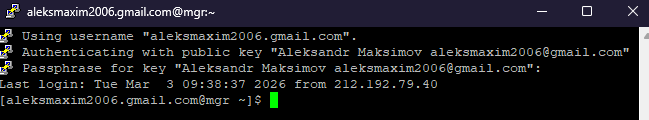 aleksmaxim2006.gmail.com@mgr:~
Using username "aleksmaxim2006.gmail.com".
Authenticating with public key "Aleksandr Maksimov aleksmaxim2006@gmail.com"
Passphrase for key "Aleksandr Maksimov aleksmaxim2006@gmail.com":
Last login: Tue Mar  3 09:38:37 2026 from 212.192.79.40
[aleksmaxim2006.gmail.com@mgr ~]$